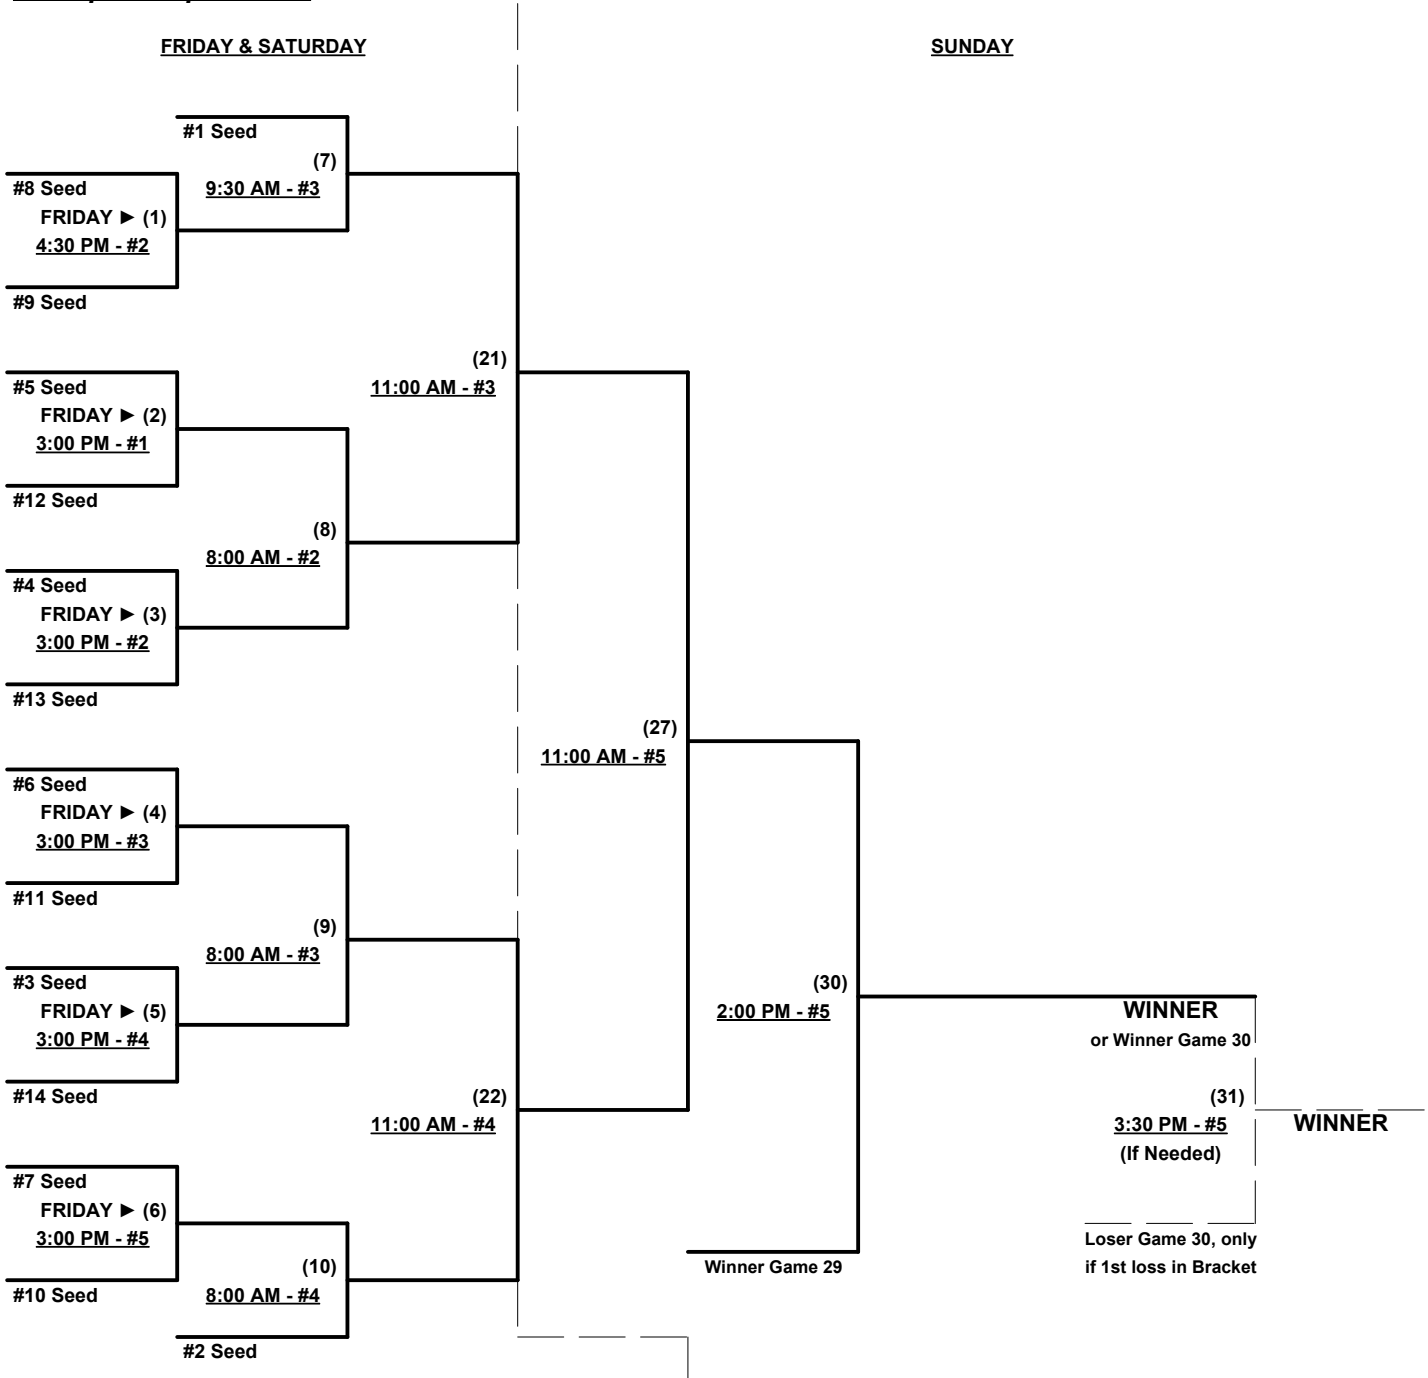 FRIDAY & SATURDAY
SUNDAY
#1 Seed
(7)
9:30 AM - #3
#8 Seed
FRIDAY ► (1)
4:30 PM - #2
#9 Seed
(21)
11:00 AM - #3
#5 Seed
FRIDAY ► (2)
3:00 PM - #1
#12 Seed
(8)
8:00 AM - #2
#4 Seed
FRIDAY ► (3)
3:00 PM - #2
#13 Seed
(27)
11:00 AM - #5
#6 Seed
FRIDAY ► (4)
3:00 PM - #3
#11 Seed
(9)
8:00 AM - #3
#3 Seed
FRIDAY ► (5)
3:00 PM - #4
#14 Seed
(30)
2:00 PM - #5
WINNER
or Winner Game 30
(22)
11:00 AM - #4
(31)
3:30 PM - #5
(If Needed)
WINNER
#7 Seed
FRIDAY ► (6)
3:00 PM - #5
#10 Seed
(10)
8:00 AM - #4
#2 Seed
Winner Game 29
Loser Game 30, only
if 1st loss in Bracket